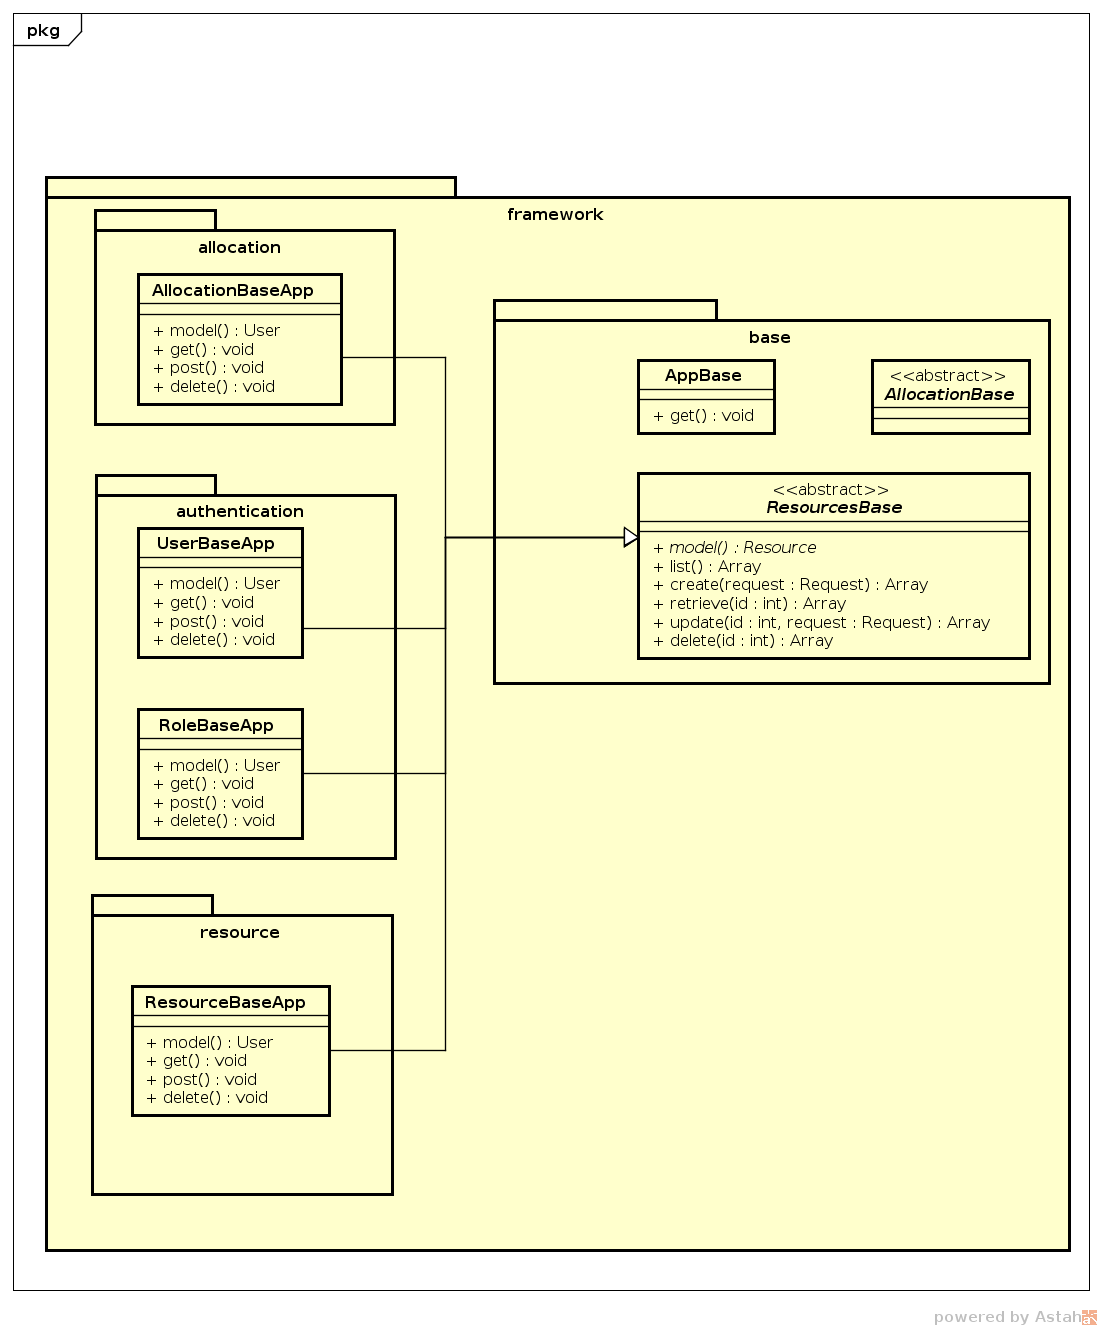 pkg
framework
allocation
AllocationBaseApp
+ model() : User
+ get() : void
+ post() : void
+ delete() : void
base
AppBase
+ get() : void
<<abstract>>
AllocationBase
<<abstract>>
ResourcesBase
+ model() : Resource
+ list() : Array
+ create(request : Request) : Array
+ retrieve(id : int) : Array
+ update(id : int, request : Request) : Array
+ delete(id : int) : Array
authentication
UserBaseApp
+ model() : User
+ get() : void
+ post() : void
+ delete() : void
RoleBaseApp
+ model() : User
+ get() : void
+ post() : void
+ delete() : void
resource
ResourceBaseApp
+ model() : User
+ get() : void
+ post() : void
+ delete() : void
powered by Astah